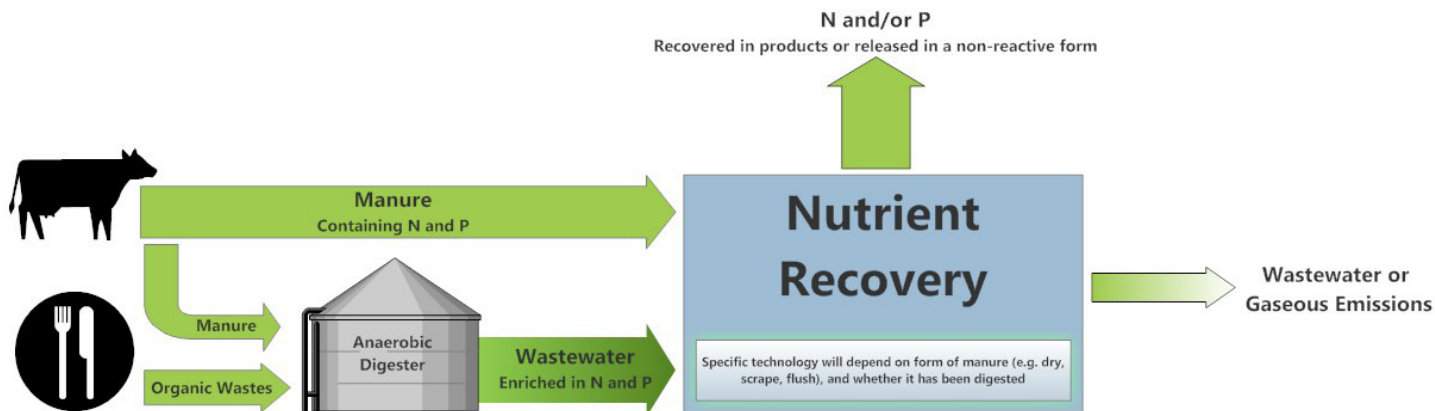 N and/or P
Recovered in products or released in a non-reactive form
Manure
Containing N and P
Nutrient
Recovery
Wastewater or
Gaseous Emissions
Manure
Anaerobic
Digester
Organic Wastes
Wastewater
Enriched in N and P
Specific technology will depend on form of manure (e.g. dry,
scrape, flush), and whether it has been digested